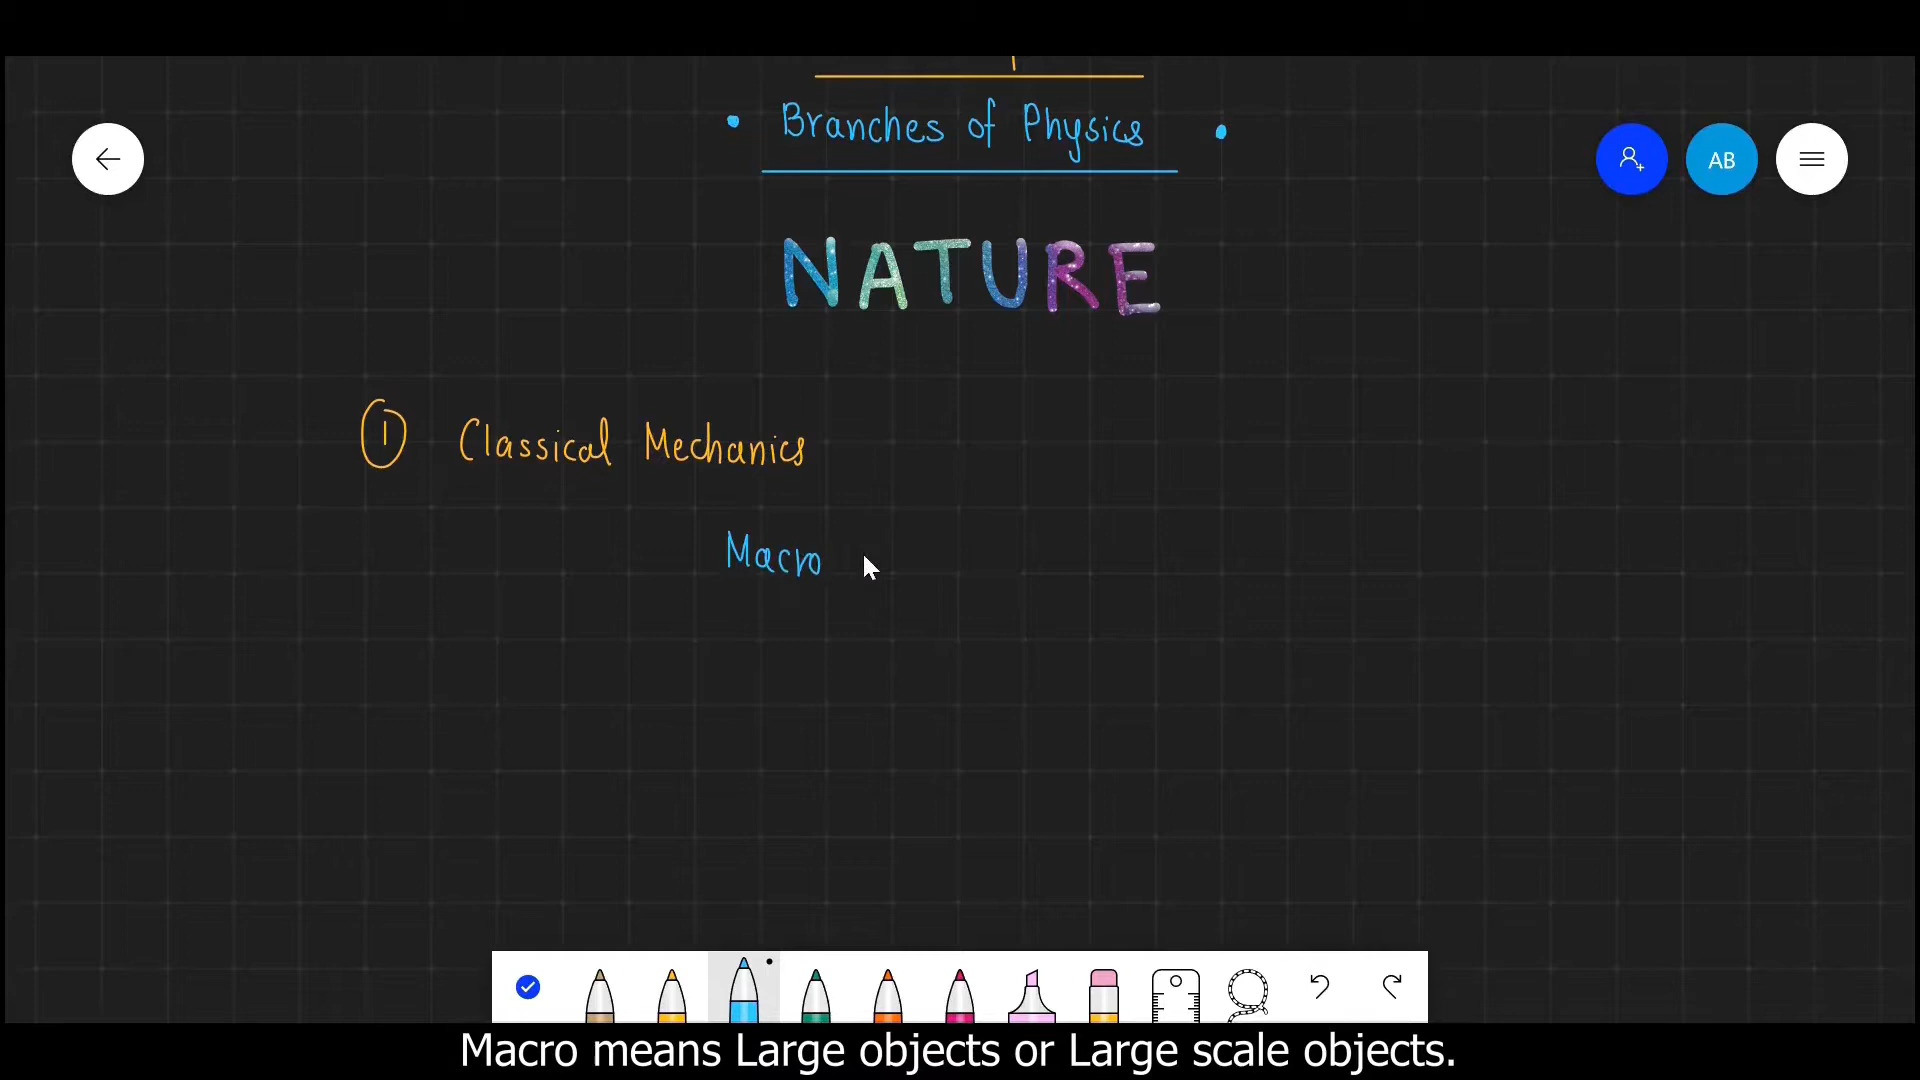 • Branches of Physics •
AB
NATURE
① Classical Mechanics
Macro
Macro means Large objects or Large scale objects.